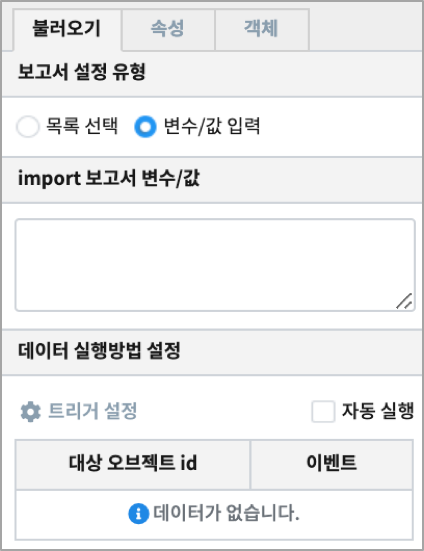 불러오기 속성 객체
보고서 설정 유형
목록 선택 변수/값 입력
import 보고서 변수/값
데이터 실행방법 설정
트리거 설정 자동 실행
대상 오브젝트 id 이벤트
데이터가 없습니다.